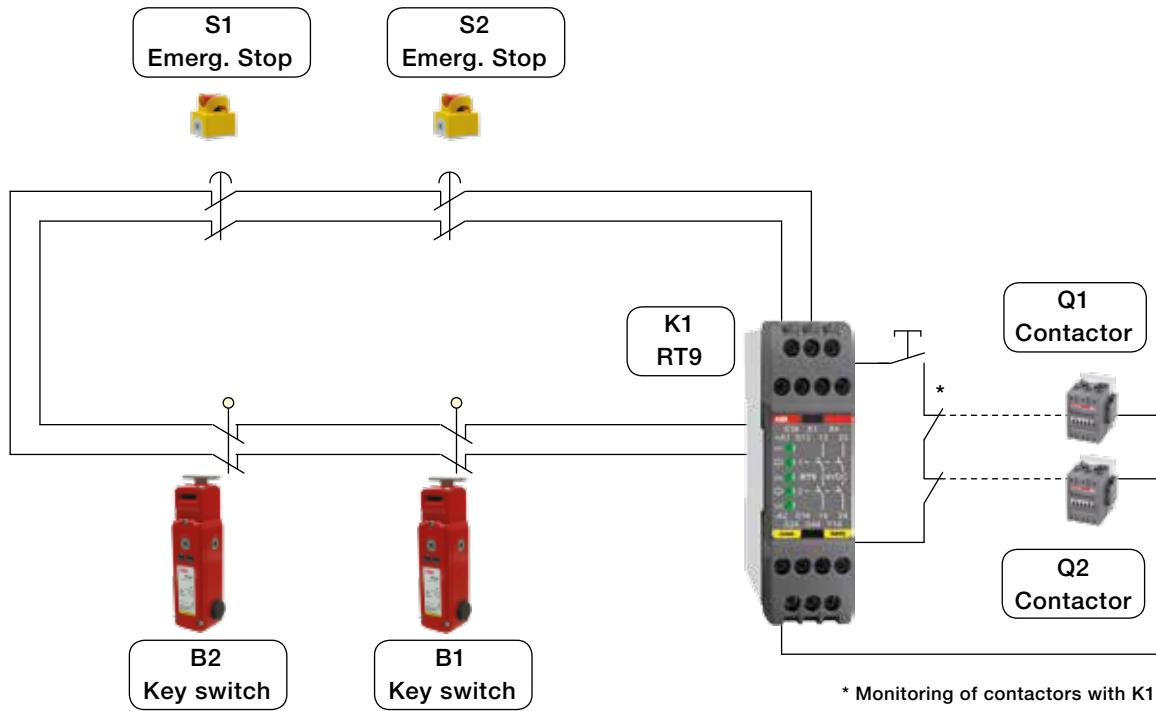 S1
Emerg. Stop
S2
Emerg. Stop
K1
RT9
Q1
Contactor
*
RT9
Q2
Contactor
B2
Key switch
B1
Key switch
* Monitoring of contactors with K1